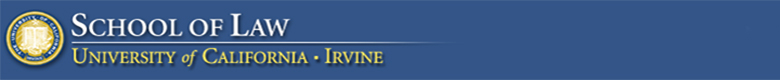 SCHOOL OF LAW
UNIVERSITY of CALIFORNIA · IRVINE